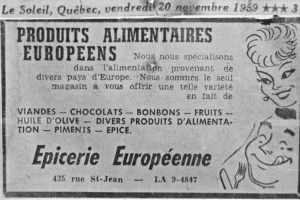 Le Soleil, Québec, vendredi 20 novembre 1959 ★★★ 3
PRODUITS ALIMENTAIRES
EUROPEENS
Nous nous spécialisons
dans l'alimentation provenant de
divers pays d'Europe. Nous sommes le seul
magasin à vous offrir une telle variété
en fait de
VIANDES — CHOCOLATS — BONBONS — FRUITS —
HUILE D'OLIVE — DIVERS PRODUITS D'ALIMENTA-
TION — PIMENTS — EPICE.
Epicerie Européenne
425 rue St-Jean — LA 9-4847